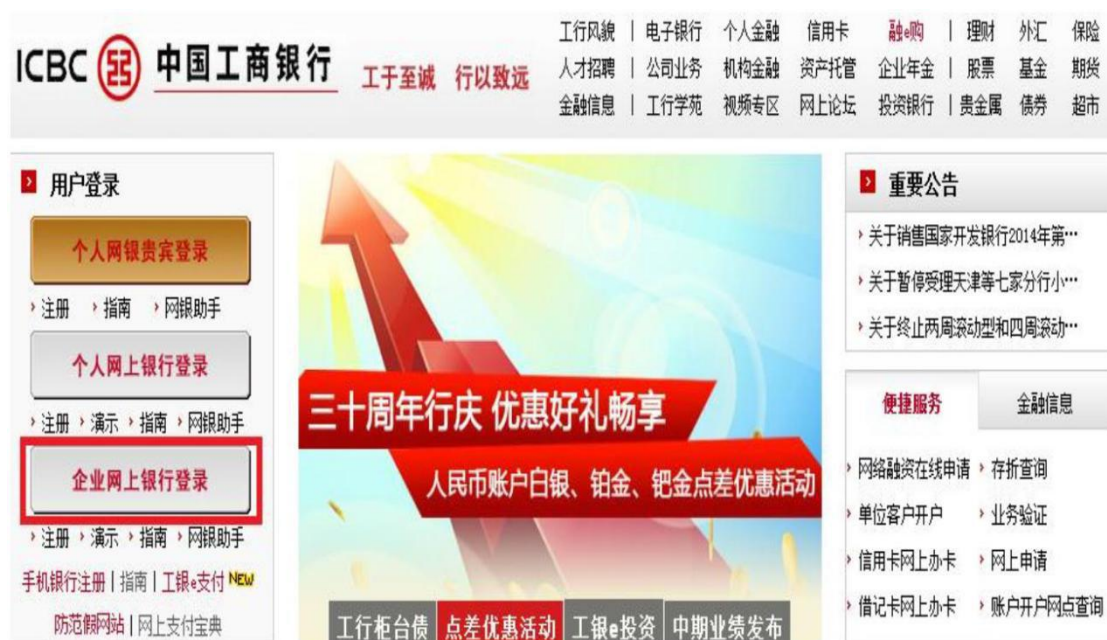 ICBC 中国工商银行 工于至诚 行以致远
工行风貌 | 电子银行 个人金融 信用卡 融e购 | 理财 外汇 保险
人才招聘 | 公司业务 机构金融 资产托管 企业年金 | 股票 基金 期货
金融信息 | 工行学苑 视频专区 网上论坛 投资银行 | 贵金属 债券 超市
用户登录
个人网银贵宾登录
注册 指南 网银助手
个人网上银行登录
注册 演示 指南 网银助手
企业网上银行登录
注册 演示 指南 网银助手
手机银行注册 | 指南 | 工银e支付 NEW
防范假网站 | 网上支付宝典
三十周年行庆 优惠好礼畅享
人民币账户白银、铂金、钯金点差优惠活动
工行柜台债 点差优惠活动 工银e投资 中期业绩发布
重要公告
关于销售国家开发银行2014年第…
关于暂停受理天津等七家分行小…
关于终止两周滚动型和四周滚动…
便捷服务 金融信息
网络融资在线申请 存折查询
单位客户开户 业务验证
信用卡网上办卡 网上申请
借记卡网上办卡 账户开户网点查询